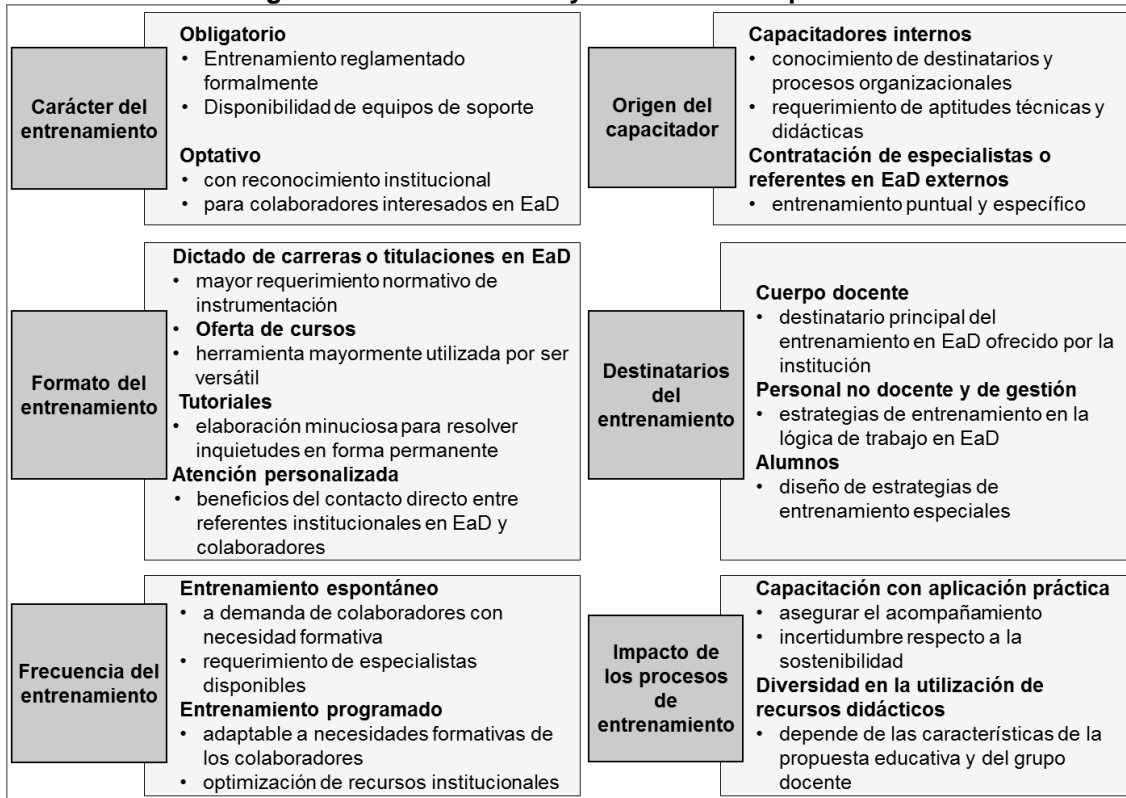 Carácter del
entrenamiento
Obligatorio
• Entrenamiento reglamentado
formalmente
• Disponibilidad de equipos de soporte
Optativo
• con reconocimiento institucional
• para colaboradores interesados en EaD
Origen del
capacitador
Capacitadores internos
• conocimiento de destinatarios y
procesos organizacionales
• requerimiento de aptitudes técnicas y
didácticas
Contratación de especialistas o
referentes en EaD externos
• entrenamiento puntual y específico
Formato del
entrenamiento
Dictado de carreras o titulaciones en EaD
• mayor requerimiento normativo de
instrumentación
• Oferta de cursos
• herramienta mayormente utilizada por ser
versátil
Tutoriales
• elaboración minuciosa para resolver
inquietudes en forma permanente
Atención personalizada
• beneficios del contacto directo entre
referentes institucionales en EaD y
colaboradores
Destinatarios
del
entrenamiento
Cuerpo docente
• destinatario principal del
entrenamiento en EaD ofrecido por la
institución
Personal no docente y de gestión
• estrategias de entrenamiento en la
lógica de trabajo en EaD
Alumnos
• diseño de estrategias de
entrenamiento especiales
Frecuencia del
entrenamiento
Entrenamiento espontáneo
• a demanda de colaboradores con
necesidad formativa
• requerimiento de especialistas
disponibles
Entrenamiento programado
• adaptable a necesidades formativas de
los colaboradores
• optimización de recursos institucionales
Impacto de
los procesos
de
entrenamiento
Capacitación con aplicación práctica
• asegurar el acompañamiento
• incertidumbre respecto a la
sostenibilidad
Diversidad en la utilización de
recursos didácticos
• depende de las características de la
propuesta educativa y del grupo
docente